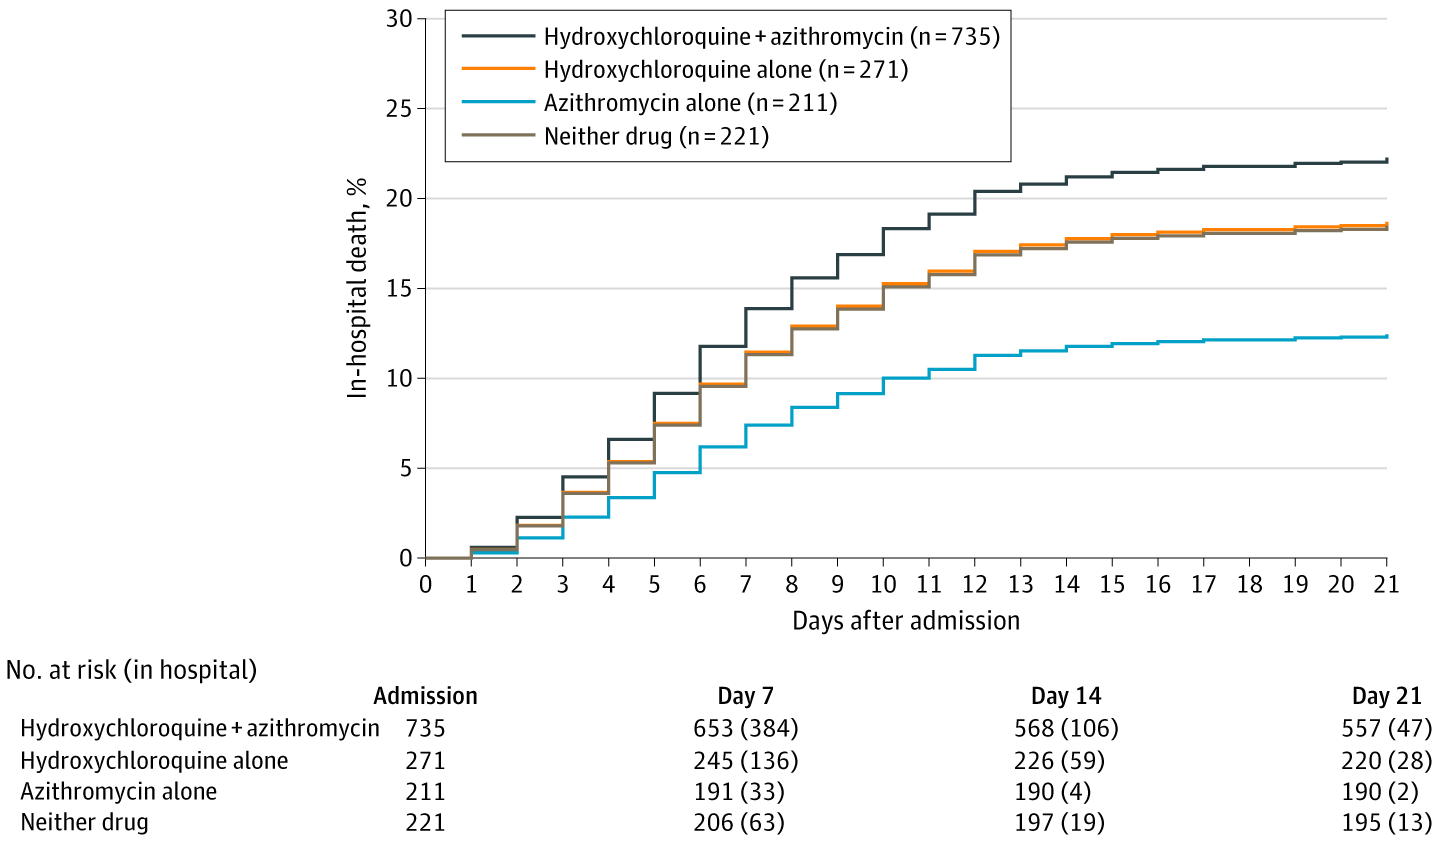 30
25
20
15
10
5
0
In-hospital death, %
Hydroxychloroquine + azithromycin (n = 735)
Hydroxychloroquine alone (n = 271)
Azithromycin alone (n = 211)
Neither drug (n = 221)
0 1 2 3 4 5 6 7 8 9 10 11 12 13 14 15 16 17 18 19 20 21
Days after admission
No. at risk (in hospital)
Admission Day 7 Day 14 Day 21
Hydroxychloroquine + azithromycin 735 653 (384) 568 (106) 557 (47)
Hydroxychloroquine alone 271 245 (136) 226 (59) 220 (28)
Azithromycin alone 211 191 (33) 190 (4) 190 (2)
Neither drug 221 206 (63) 197 (19) 195 (13)